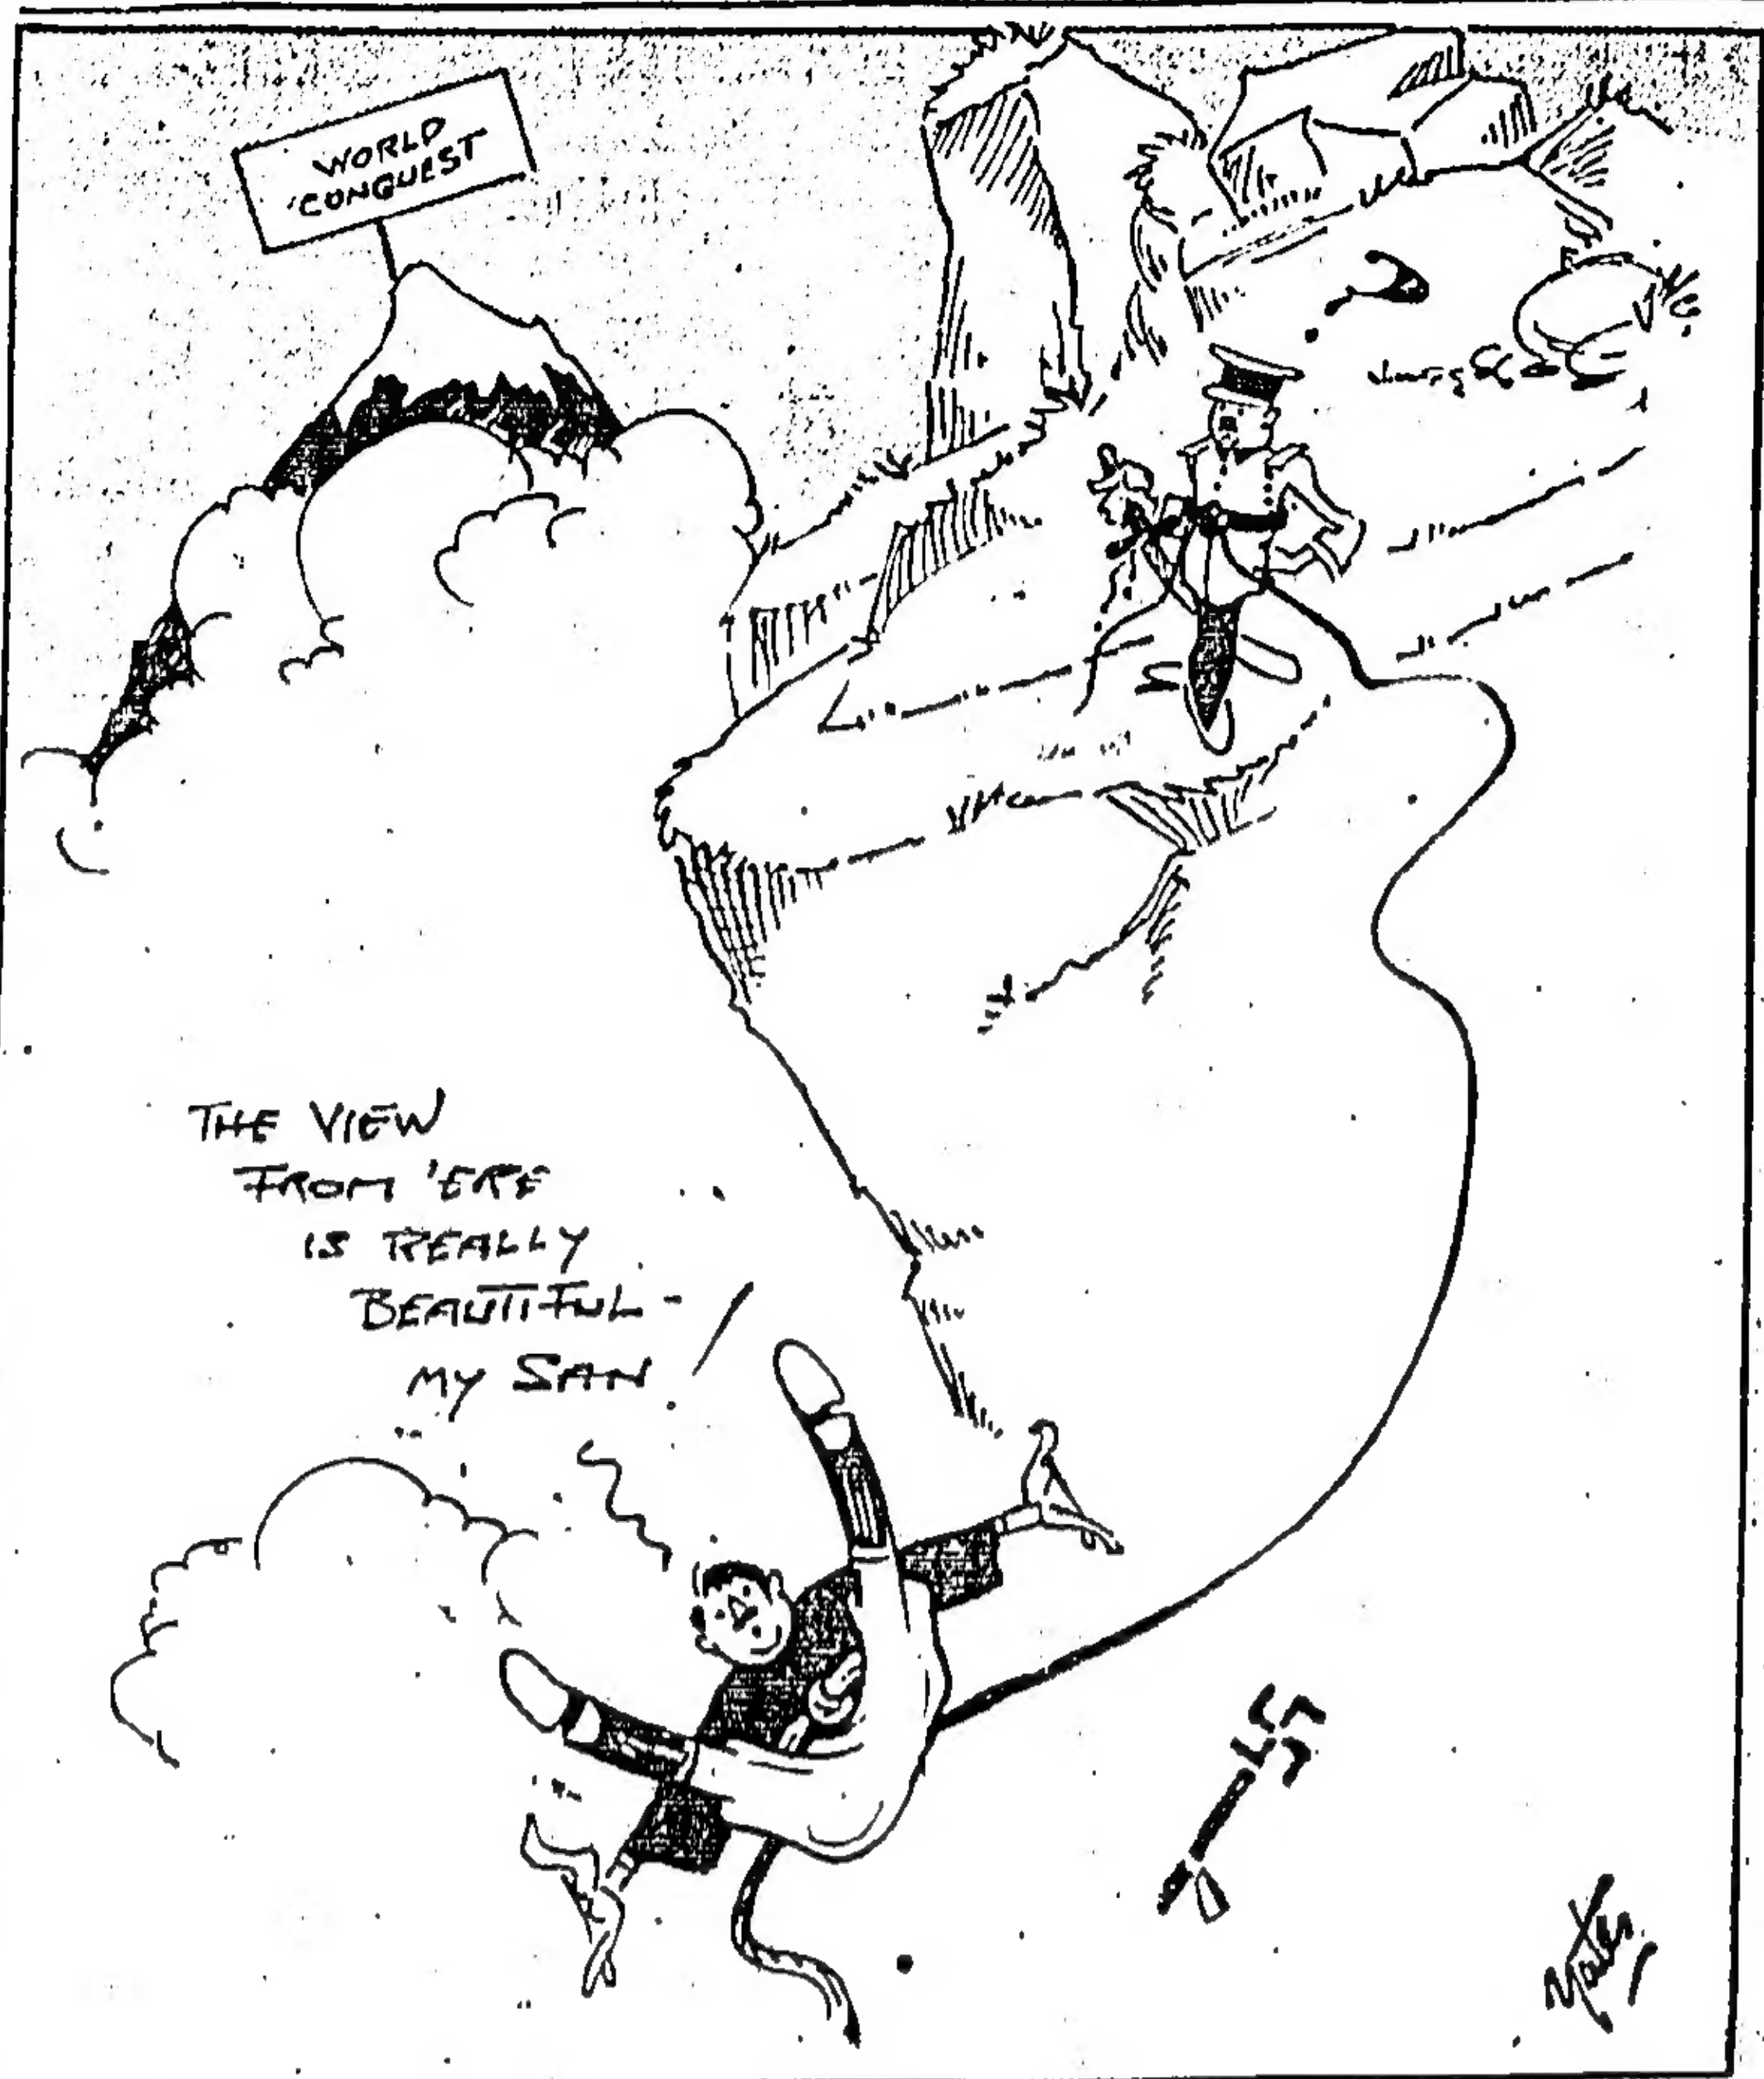 WORLD
CONQUEST
THE VIEW
FROM 'ERE
IS REALLY
BEAUTIFUL -
MY SAN